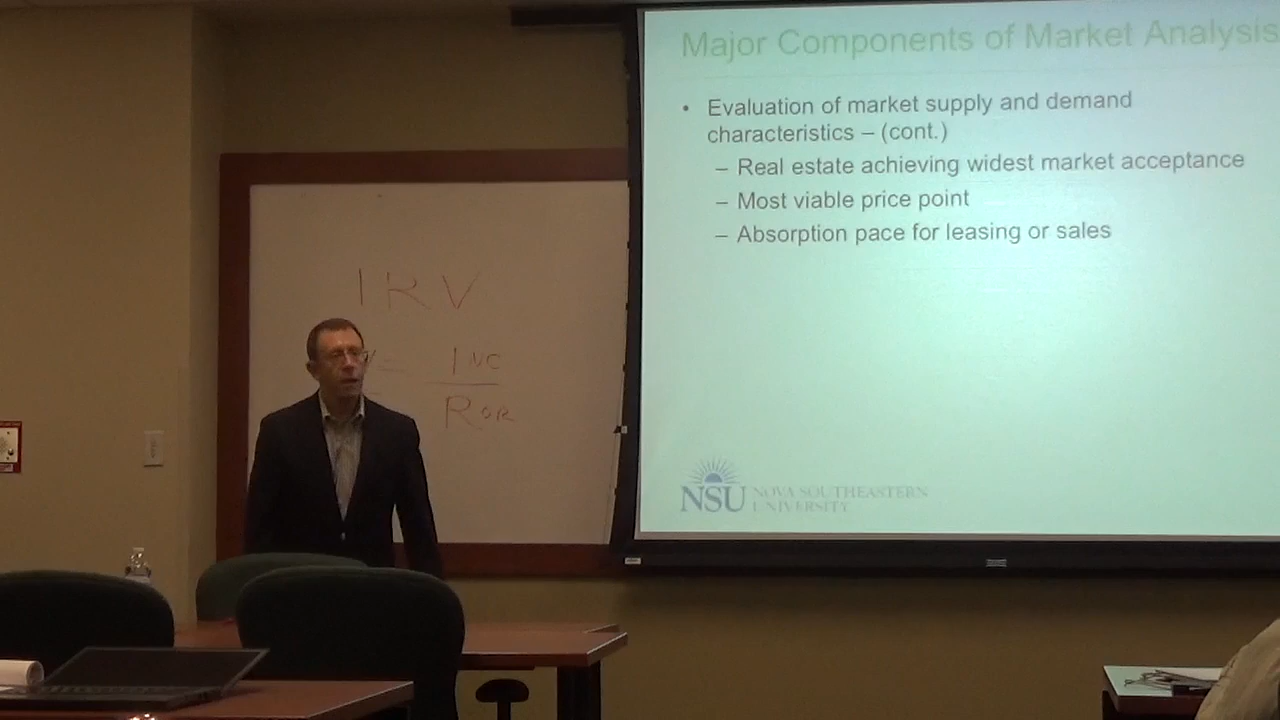 Major Components of Market Analysis
• Evaluation of market supply and demand
characteristics – (cont.)
– Real estate achieving widest market acceptance
– Most viable price point
– Absorption pace for leasing or sales
NSU NOVA SOUTHEASTERN
UNIVERSITY
IRV
V = INC
ROR